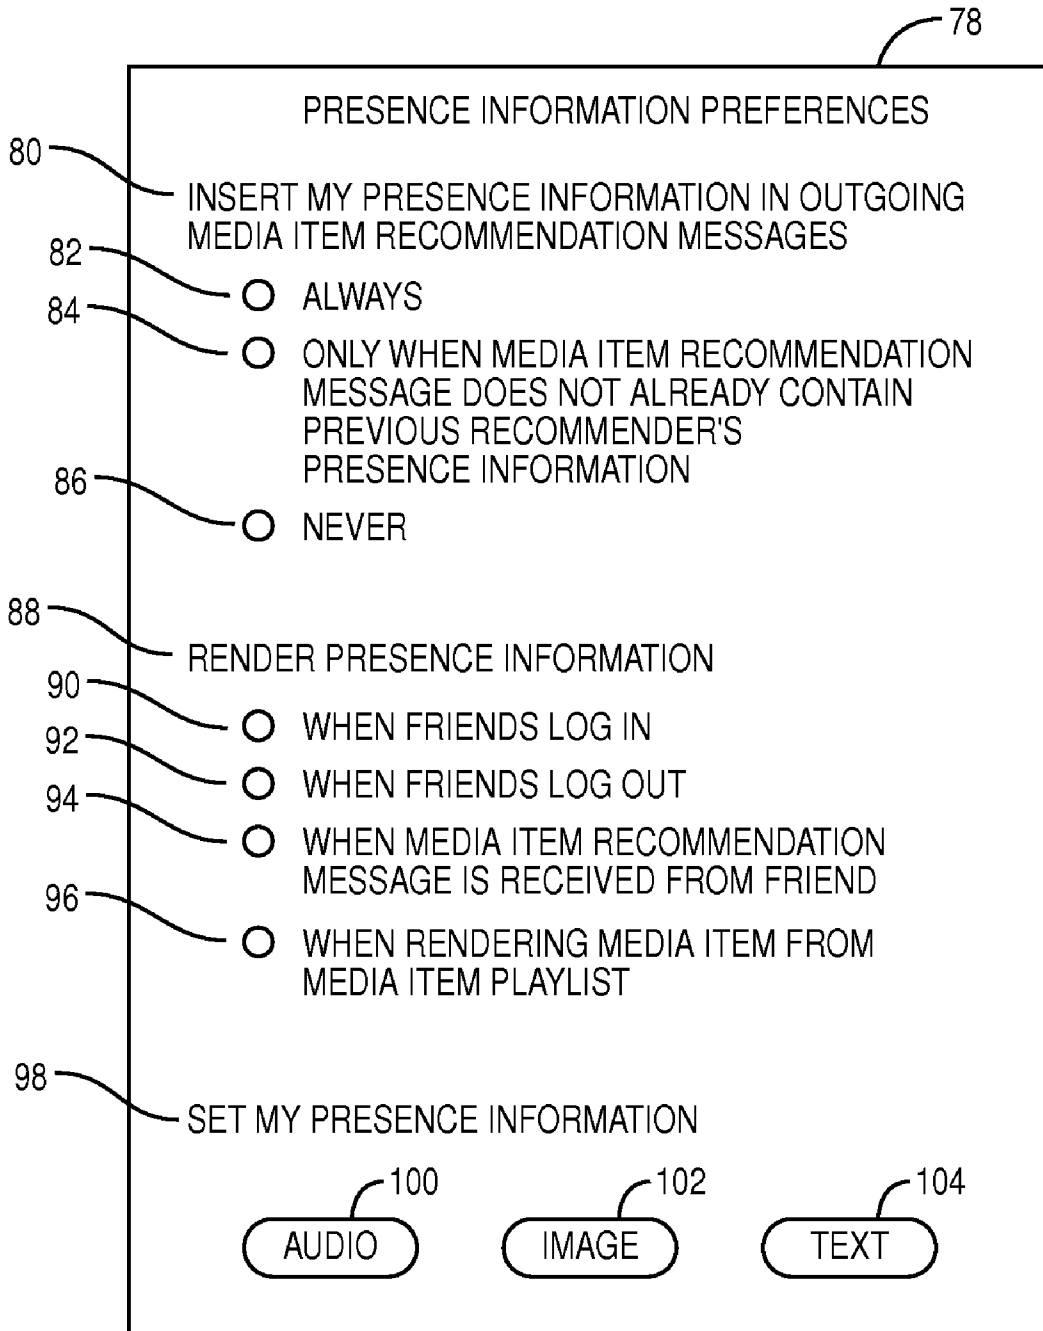 78
PRESENCE INFORMATION PREFERENCES
80
INSERT MY PRESENCE INFORMATION IN OUTGOING
MEDIA ITEM RECOMMENDATION MESSAGES
82
ALWAYS
84
ONLY WHEN MEDIA ITEM RECOMMENDATION
MESSAGE DOES NOT ALREADY CONTAIN
PREVIOUS RECOMMENDER'S
PRESENCE INFORMATION
86
NEVER
88
RENDER PRESENCE INFORMATION
90
WHEN FRIENDS LOG IN
92
WHEN FRIENDS LOG OUT
94
WHEN MEDIA ITEM RECOMMENDATION
MESSAGE IS RECEIVED FROM FRIEND
96
WHEN RENDERING MEDIA ITEM FROM
MEDIA ITEM PLAYLIST
98
SET MY PRESENCE INFORMATION
100 102 104
AUDIO IMAGE TEXT